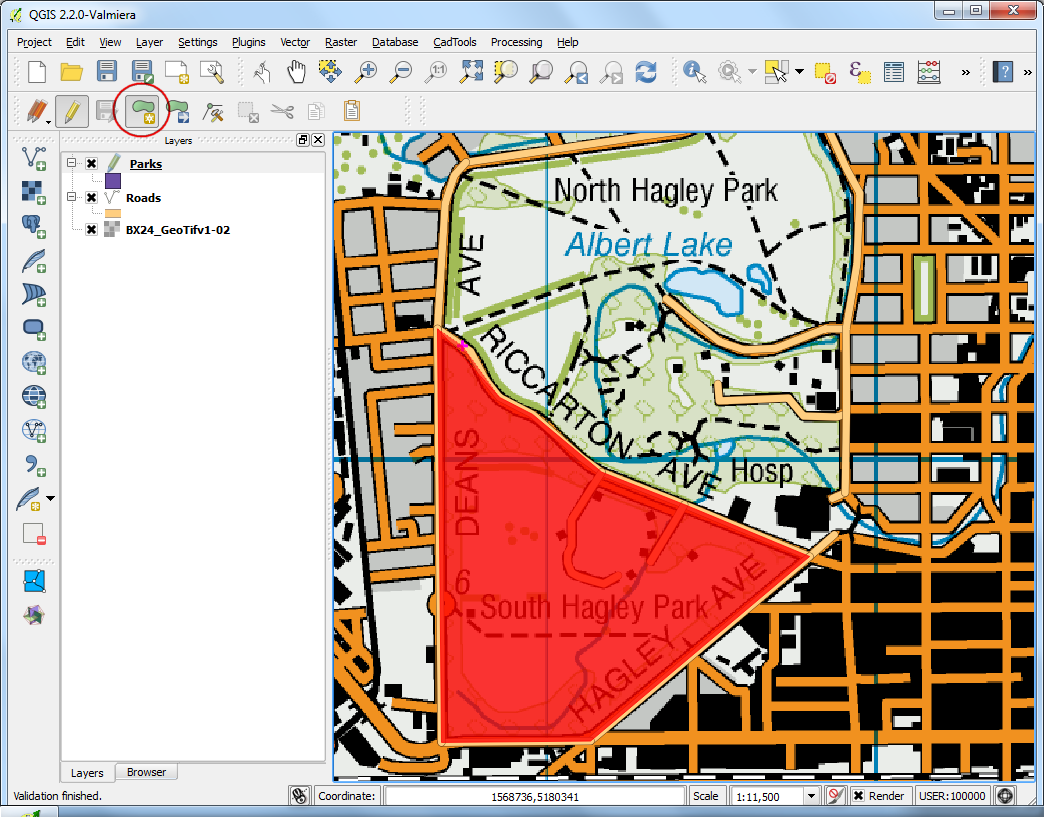 QGIS 2.2.0-Valmiera
Project Edit View Layer Settings Plugins Vector Raster Database CadTools Processing Help
1:1
»
ε
»
?
»
Layers
Parks
Roads
BX24_GeoTifv1-02
North Hagley Park
Albert Lake
AVE
RICCARTON
AVE
Hosp
DEANS
6
South Hagley Park
HAGLEY
AVE
Layers Browser
Validation finished.
Coordinate: 1568736,5180341
Scale 1:11,500
Render
USER:100000